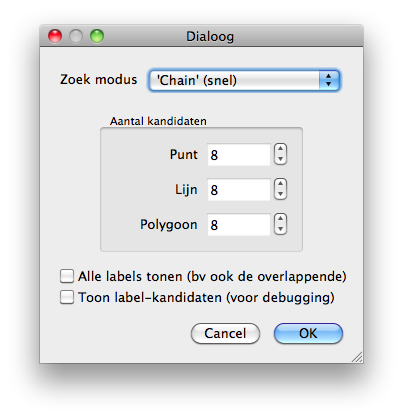 Dialoog
Zoek modus 'Chain' (snel)
Aantal kandidaten
Punt 8
Lijn 8
Polygoon 8
Alle labels tonen (bv ook de overlappende)
Toon label-kandidaten (voor debugging)
Cancel OK